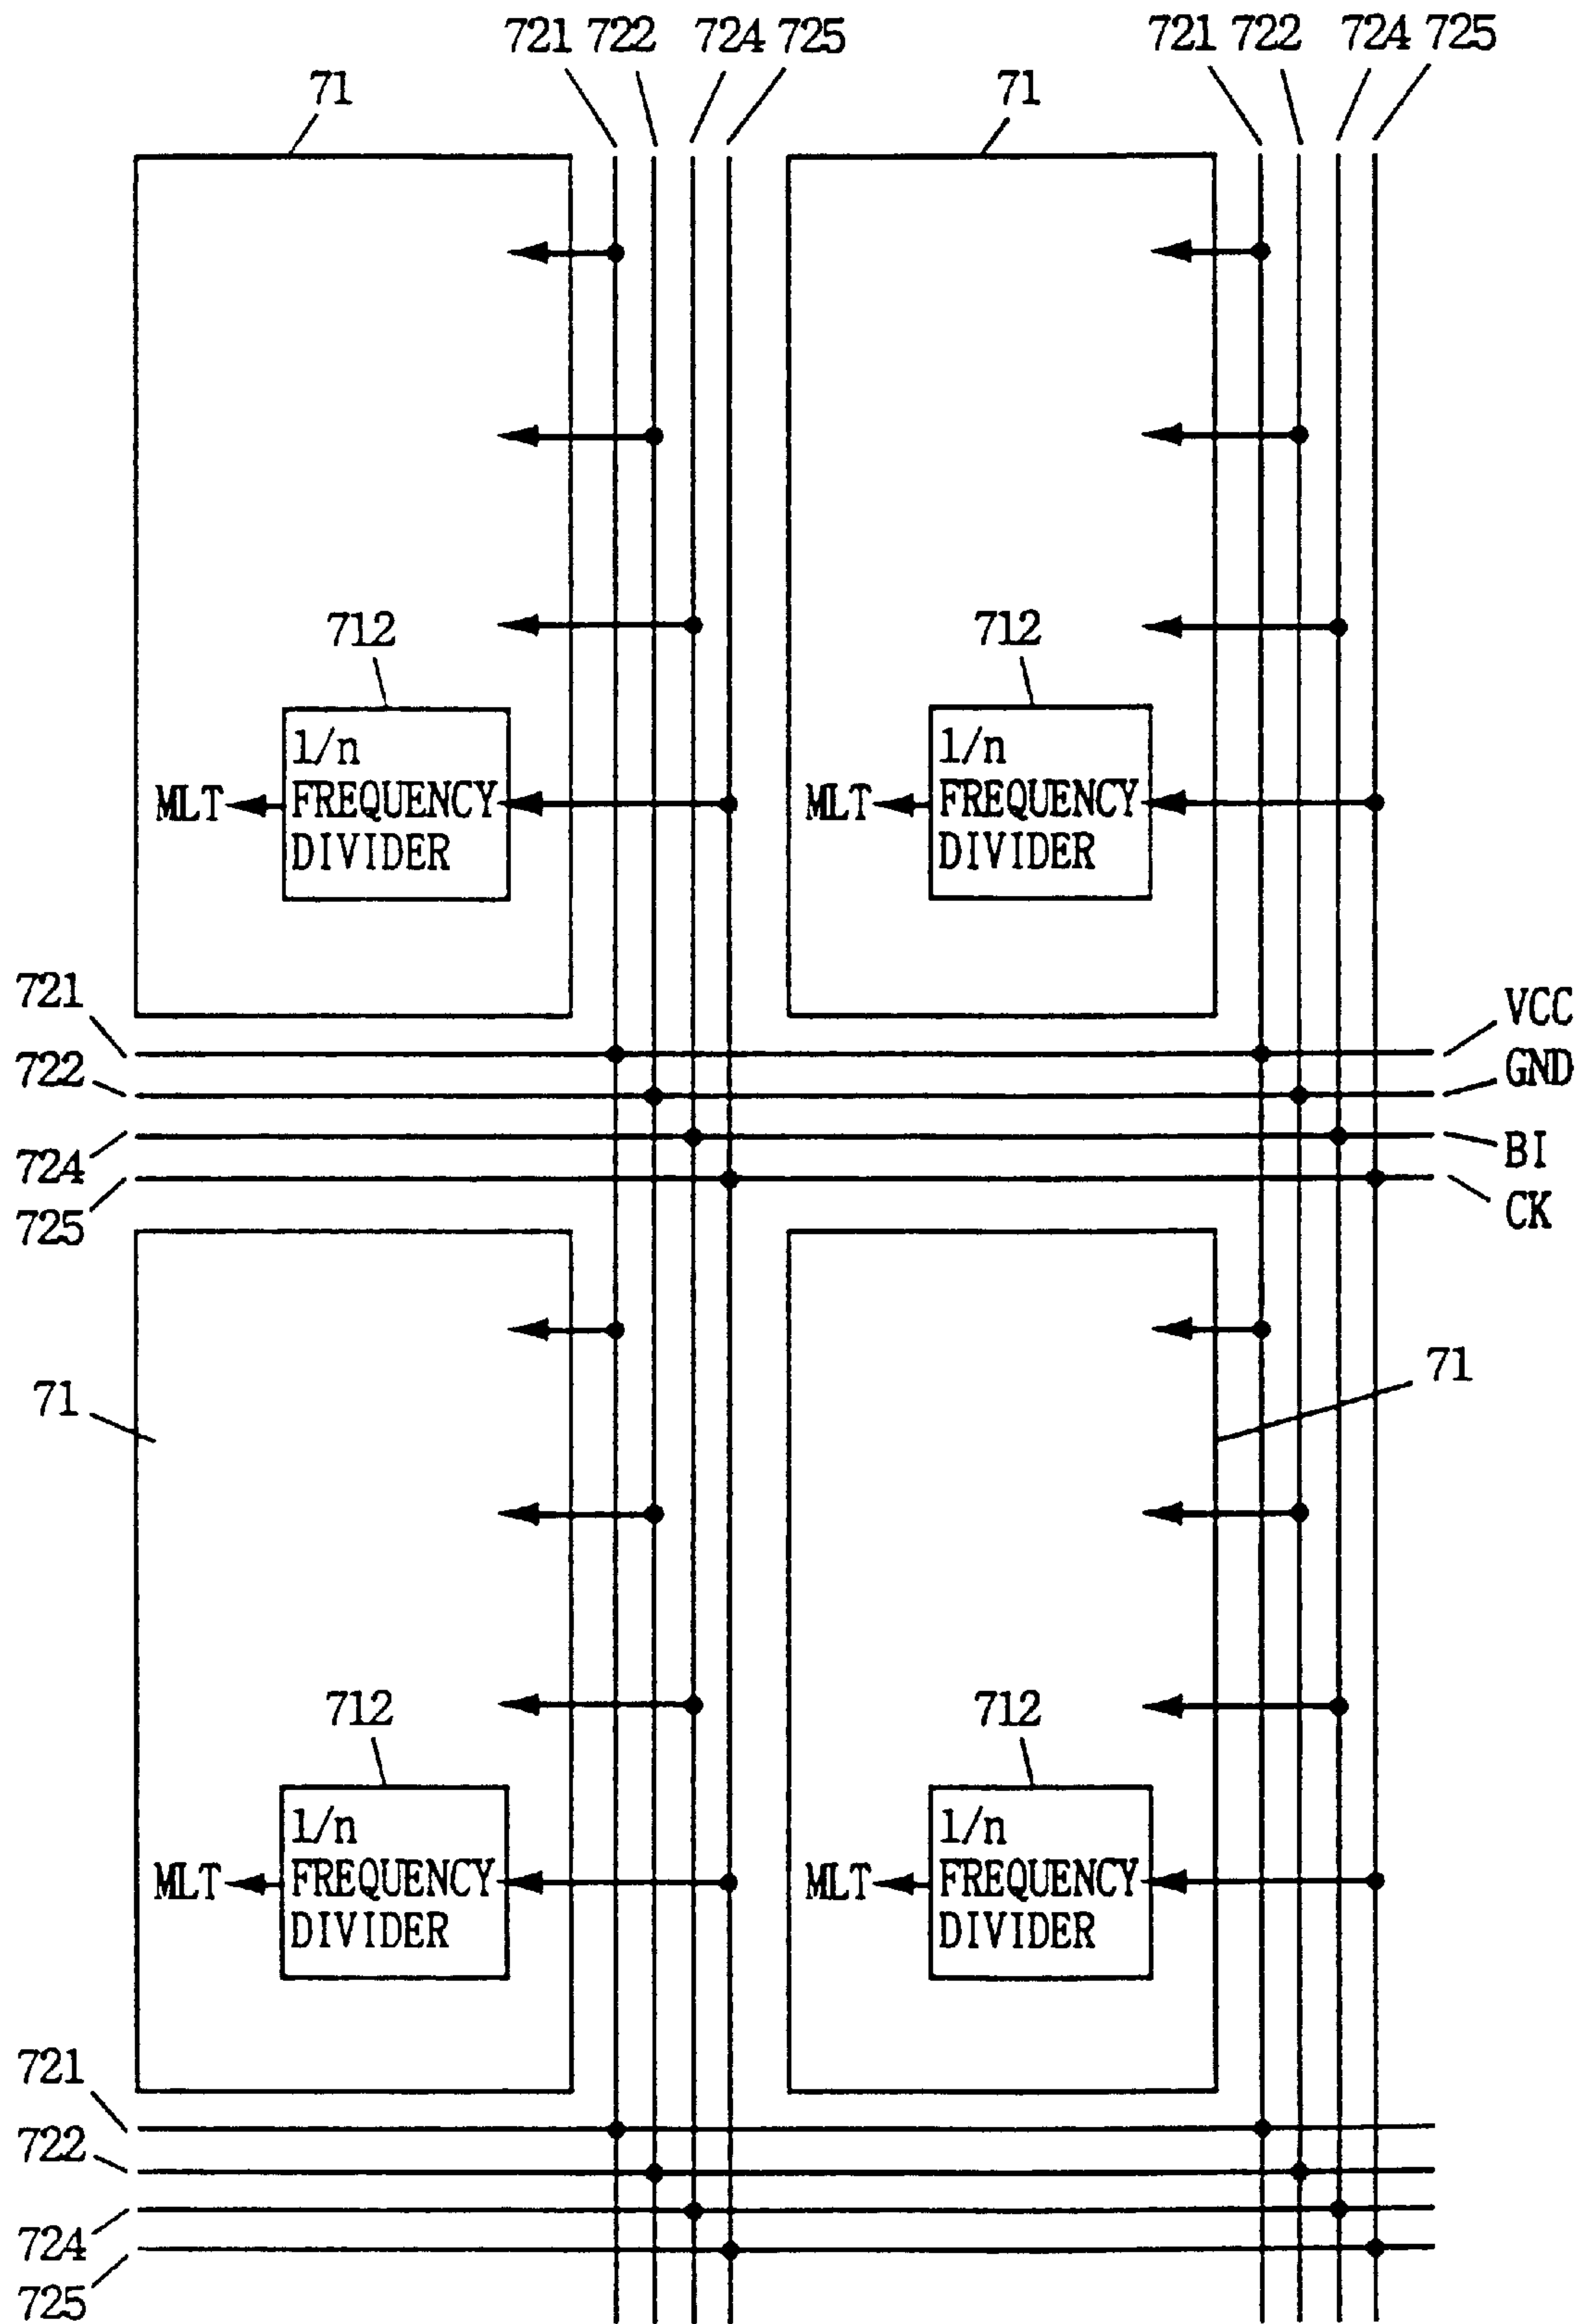 721 722 724 725 721 722 724 725
71 71
712 712
1/n 1/n
MLT FREQUENCY MLT FREQUENCY
DIVIDER DIVIDER
721 VCC
722 GND
724 BI
725 CK
71 71
712 712
1/n 1/n
MLT FREQUENCY MLT FREQUENCY
DIVIDER DIVIDER
721
722
724
725